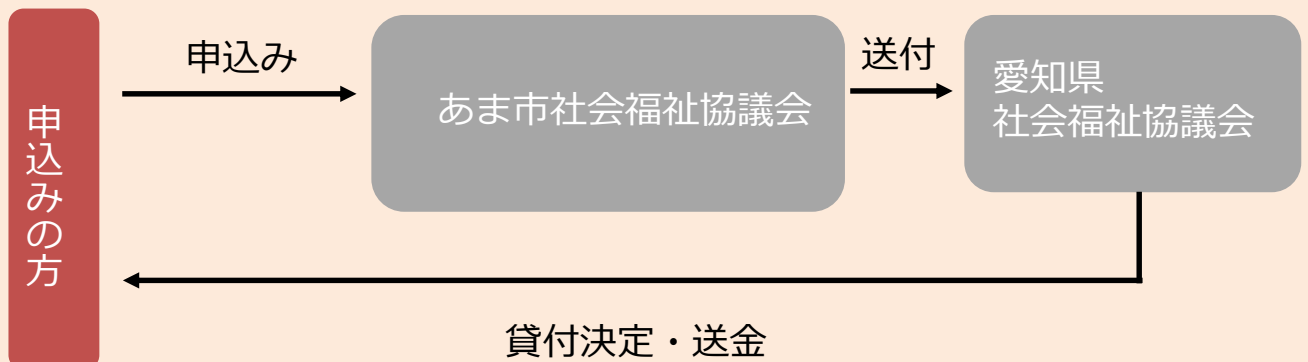 申込みの方
申込み
あま市社会福祉協議会
送付
愛知県
社会福祉協議会
貸付決定・送金